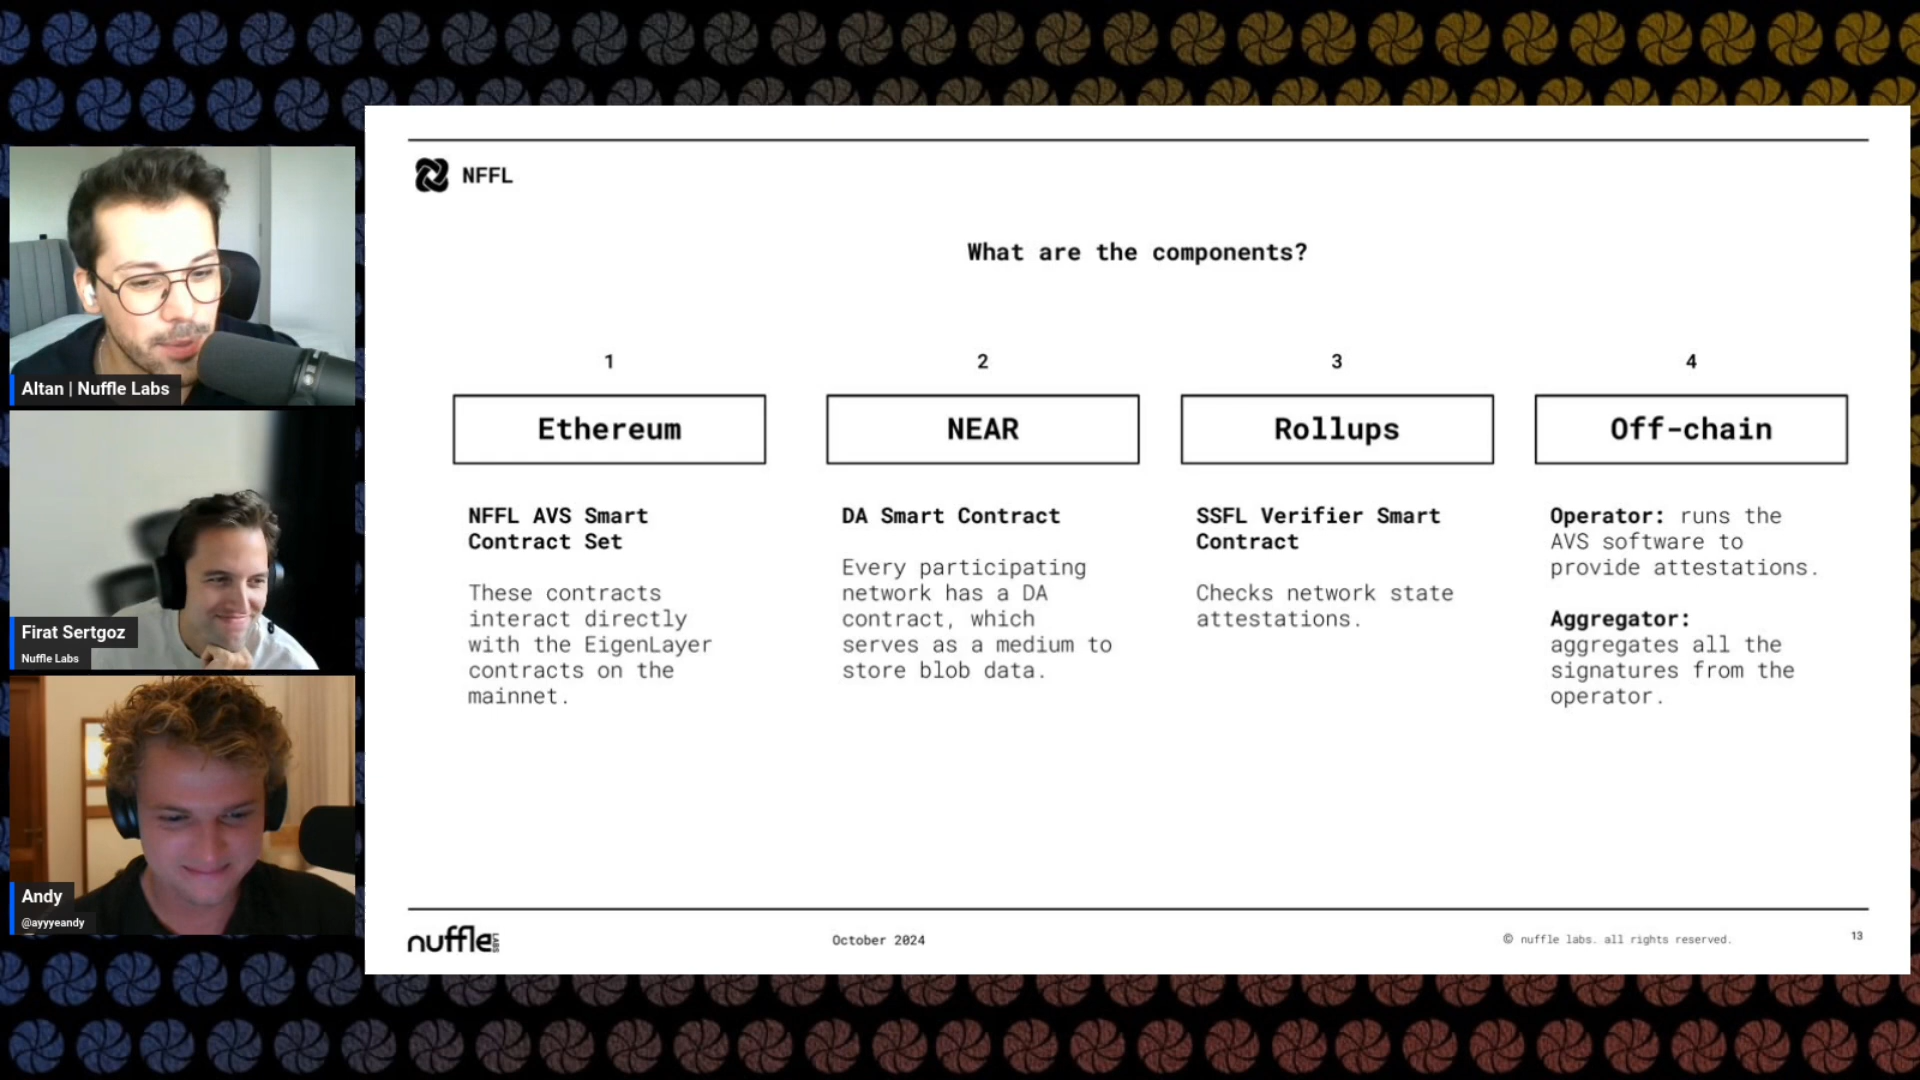 Altan | Nuffle Labs
Firat Sertgoz
Nuffle Labs
Andy
@ayyyeandy
NFFL
What are the components?
1
Ethereum
NFFL AVS Smart
Contract Set
These contracts
interact directly
with the EigenLayer
contracts on the
mainnet.
2
NEAR
DA Smart Contract
Every participating
network has a DA
contract, which
serves as a medium to
store blob data.
3
Rollups
SSFL Verifier Smart
Contract
Checks network state
attestations.
4
Off-chain
Operator: runs the
AVS software to
provide attestations.
Aggregator:
aggregates all the
signatures from the
operator.
nuffle LABS
October 2024
© nuffle labs. all rights reserved.
13